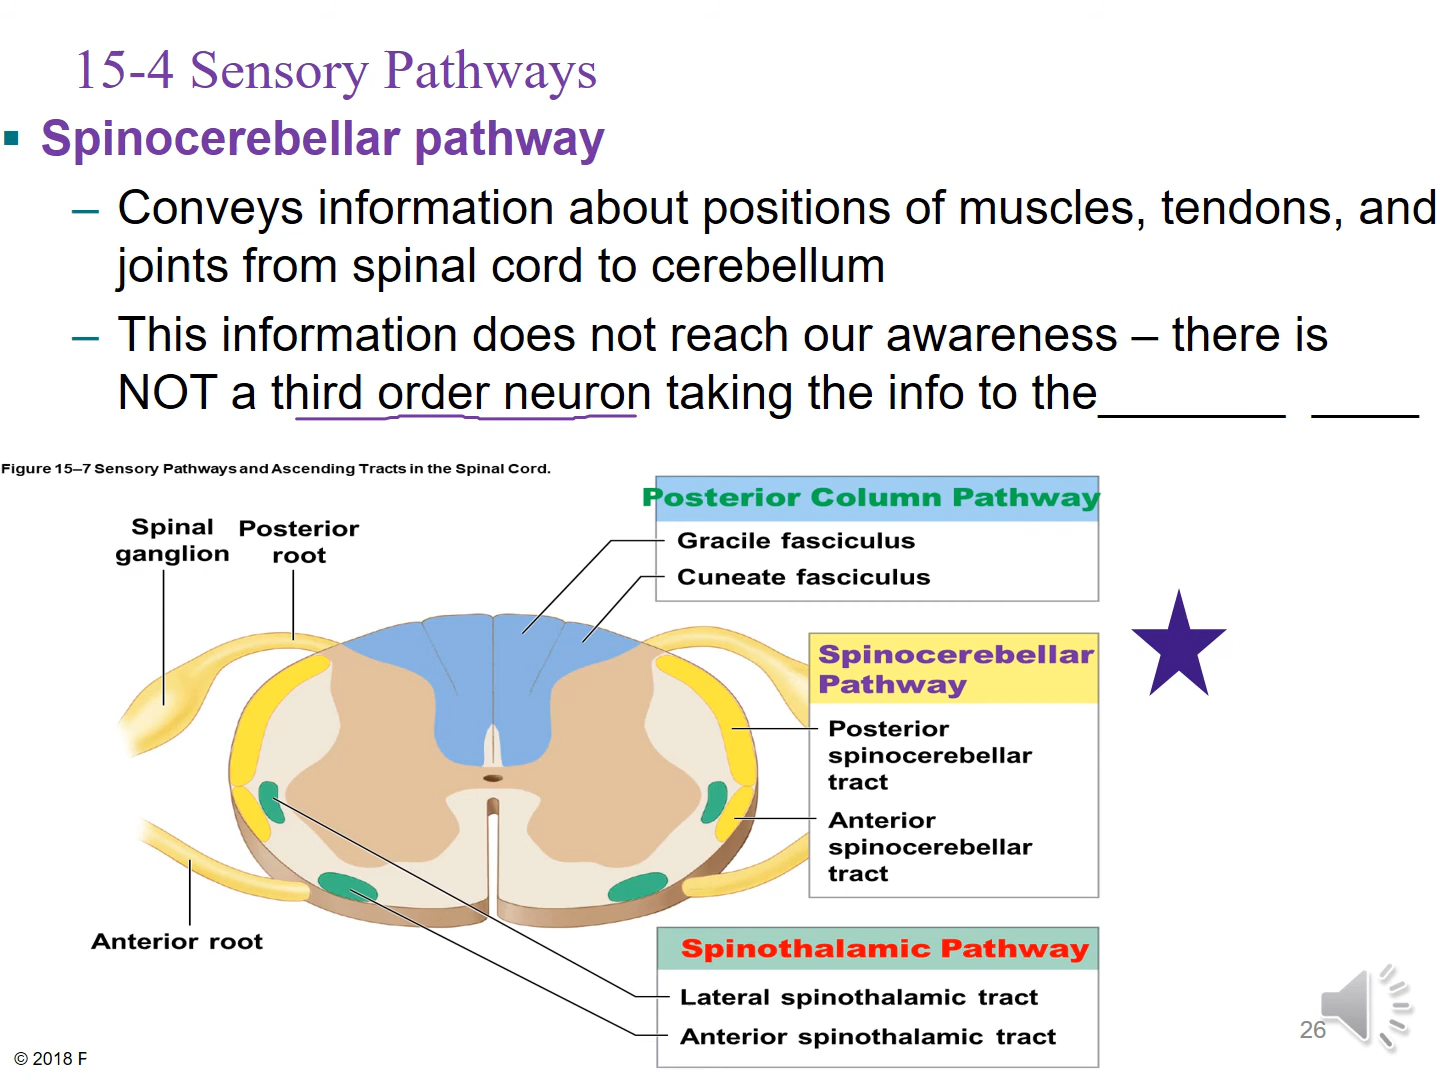 15-4 Sensory Pathways
▪ Spinocerebellar pathway
– Conveys information about positions of muscles, tendons, and
joints from spinal cord to cerebellum
– This information does not reach our awareness – there is
NOT a third order neuron taking the info to the_______ ____
Figure 15–7 Sensory Pathways and Ascending Tracts in the Spinal Cord.
Spinal
ganglion
Posterior
root
Posterior Column Pathway
Gracile fasciculus
Cuneate fasciculus
Spinocerebellar
Pathway
Posterior
spinocerebellar
tract
Anterior
spinocerebellar
tract
Anterior root
Spinothalamic Pathway
Lateral spinothalamic tract
Anterior spinothalamic tract
26
© 2018 F